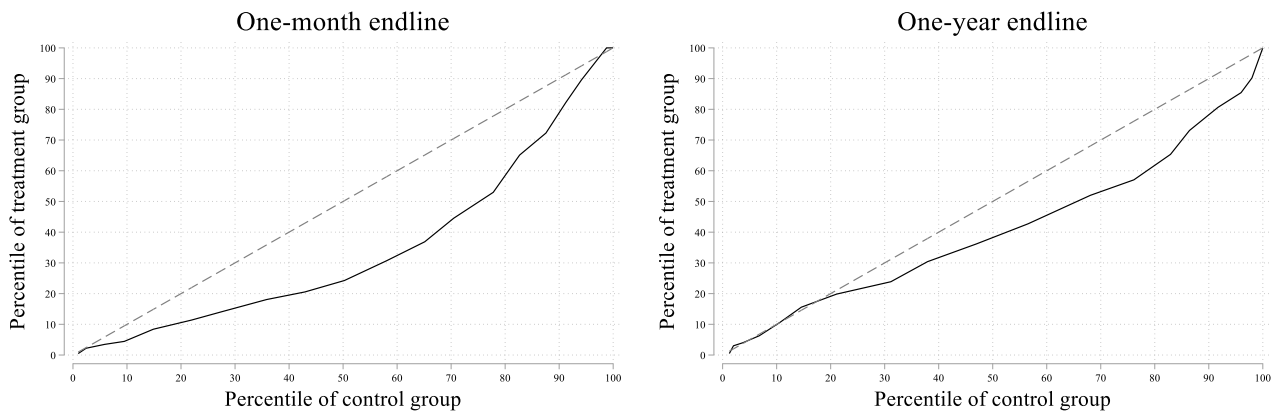 One-month endline
Percentile of treatment group
100
90
80
70
60
50
40
30
20
10
0
0 10 20 30 40 50 60 70 80 90 100
Percentile of control group
One-year endline
Percentile of treatment group
100
90
80
70
60
50
40
30
20
10
0
0 10 20 30 40 50 60 70 80 90 100
Percentile of control group